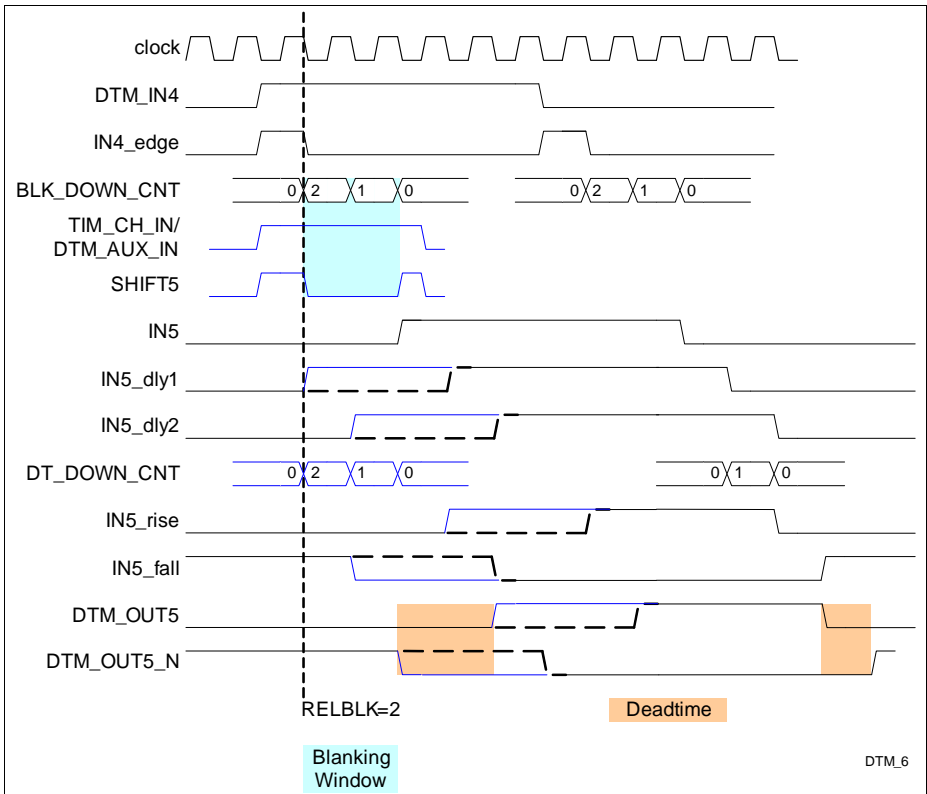 clock
DTM_IN4
IN4_edge
BLK_DOWN_CNT 0 2 1 0 0 2 1 0
TIM_CH_IN/
DTM_AUX_IN
SHIFT5
IN5
IN5_dly1
IN5_dly2
DT_DOWN_CNT 0 2 1 0 0 1 0
IN5_rise
IN5_fall
DTM_OUT5
DTM_OUT5_N
RELBLK=2 Deadtime
Blanking
Window
DTM_6